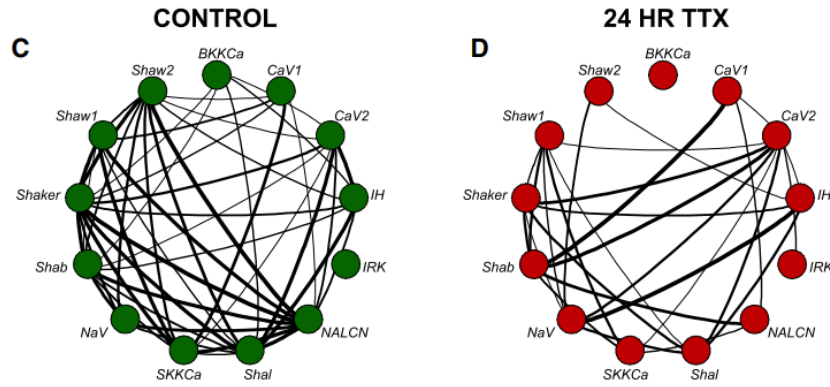 CONTROL
C
BKKCa
Shaw2
CaV1
Shaw1
CaV2
Shaker
IH
Shab
IRK
NaV
NALCN
SKKCa
Shal
24 HR TTX
D
BKKCa
Shaw2
CaV1
Shaw1
CaV2
Shaker
IH
Shab
IRK
NaV
NALCN
SKKCa
Shal